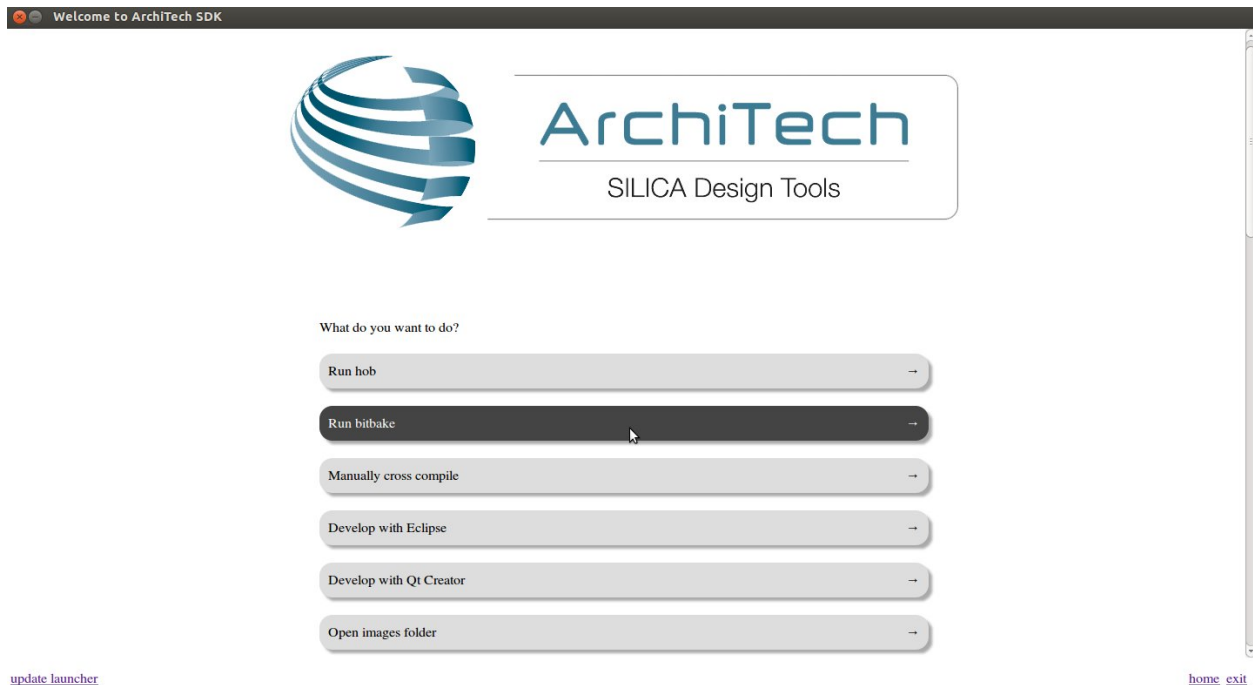 Welcome to ArchiTech SDK
ArchiTech
SILICA Design Tools
What do you want to do?
Run hob →
Run bitbake →
Manually cross compile →
Develop with Eclipse →
Develop with Qt Creator →
Open images folder →
update launcher home exit